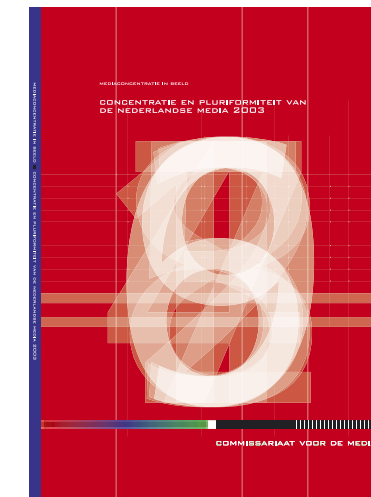 MEDIACONCENTRATIE IN BEELD
CONCENTRATIE EN PLURIFORMITEIT VAN
DE NEDERLANDSE MEDIA 2003
MEDIACONCENTRATIE IN BEELD CONCENTRATIE EN PLURIFORMITEIT VAN DE NEDERLANDSE MEDIA 2003
COMMISSARIAAT VOOR DE MEDI